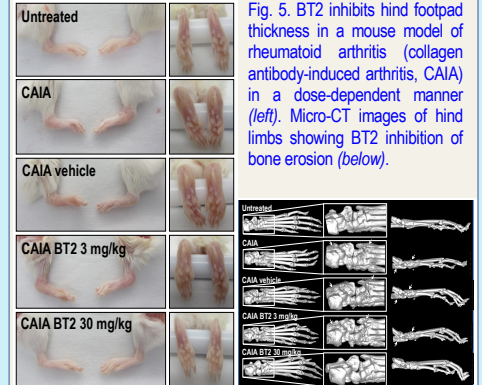 Untreated
CAIA
CAIA vehicle
CAIA BT2 3 mg/kg
CAIA BT2 30 mg/kg
Fig. 5. BT2 inhibits hind footpad
thickness in a mouse model of
rheumatoid arthritis (collagen
antibody-induced arthritis, CAIA)
in a dose-dependent manner
(left). Micro-CT images of hind
limbs showing BT2 inhibition of
bone erosion (below).
Untreated
CAIA
CAIA vehicle
CAIA BT2 3 mg/kg
CAIA BT2 30 mg/kg